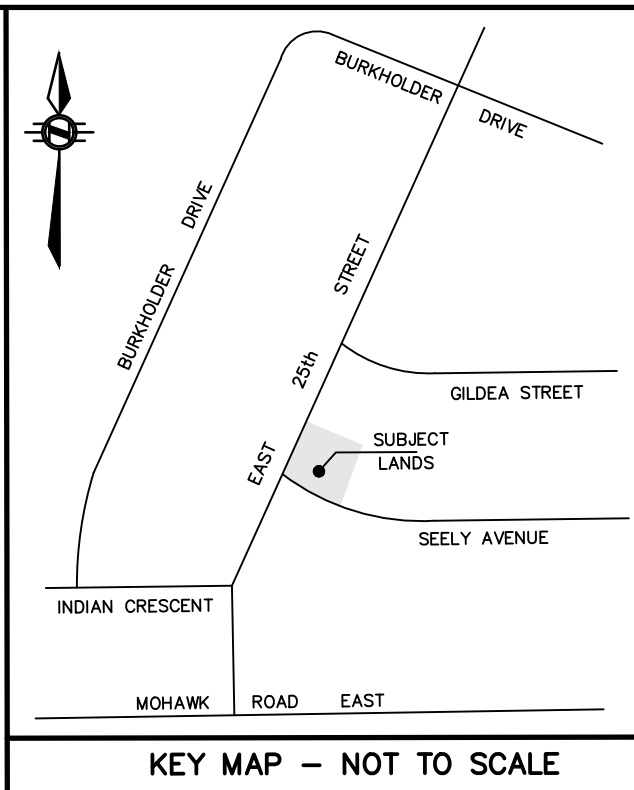 BURKHOLDER DRIVE
BURKHOLDER DRIVE
EAST 25th STREET
GILDEA STREET
SUBJECT
LANDS
SEELY AVENUE
INDIAN CRESCENT
MOHAWK ROAD EAST
KEY MAP – NOT TO SCALE